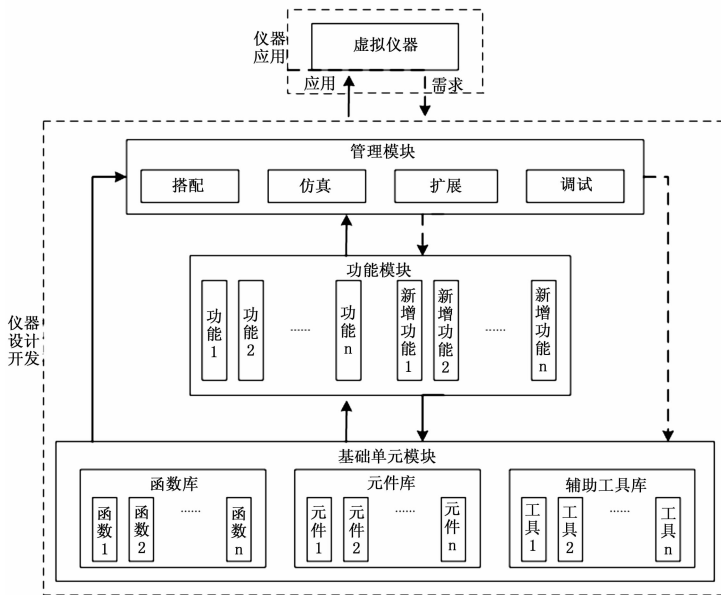 仪器
应用
虚拟仪器
应用
需求
管理模块
搭配
仿真
扩展
调试
功能模块
功能1
功能2
……
功能n
新增功能1
新增功能2
……
新增功能n
仪器
设计
开发
基础单元模块
函数库
函数1
函数2
……
函数n
元件库
元件1
元件2
……
元件n
辅助工具库
工具1
工具2
……
工具n